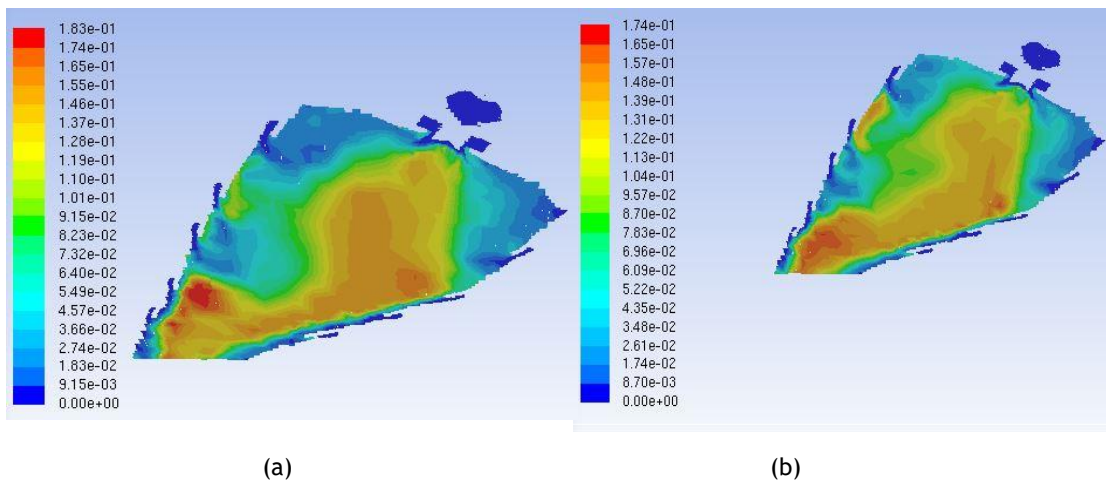 1.83e-01
1.74e-01
1.65e-01
1.55e-01
1.46e-01
1.37e-01
1.28e-01
1.19e-01
1.10e-01
1.01e-01
9.15e-02
8.23e-02
7.32e-02
6.40e-02
5.49e-02
4.57e-02
3.66e-02
2.74e-02
1.83e-02
9.15e-03
0.00e+00
1.74e-01
1.65e-01
1.57e-01
1.48e-01
1.39e-01
1.31e-01
1.22e-01
1.13e-01
1.04e-01
9.57e-02
8.70e-02
7.83e-02
6.96e-02
6.09e-02
5.22e-02
4.35e-02
3.48e-02
2.61e-02
1.74e-02
8.70e-03
0.00e+00
(a)
(b)